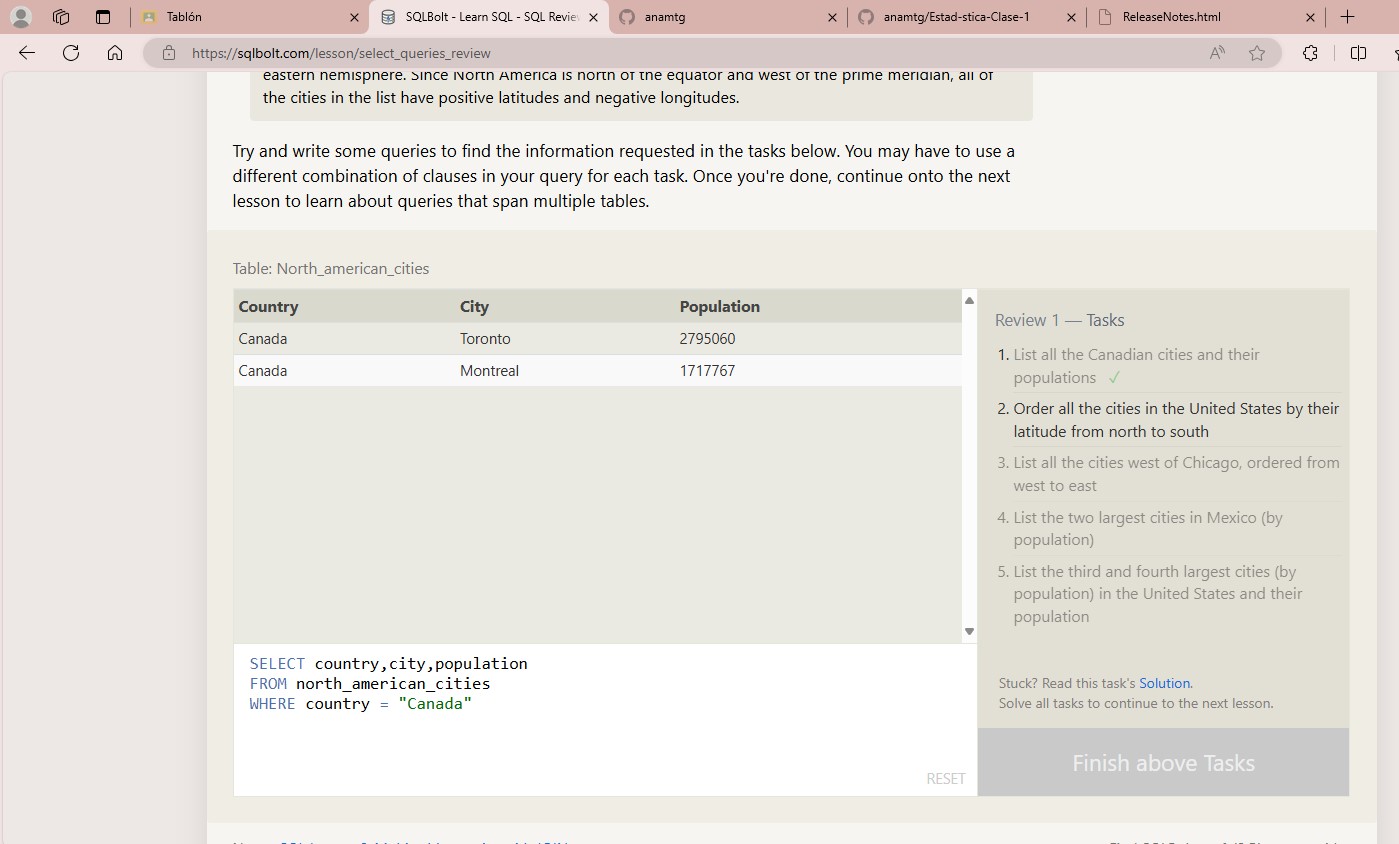 Tablón
SQLBolt - Learn SQL - SQL Review
anamtg
anamtg/Estad-stica-Clase-1
ReleaseNotes.html
https://sqlbolt.com/lesson/select_queries_review
eastern hemisphere. Since North America is north of the equator and west of the prime meridian, all of
the cities in the list have positive latitudes and negative longitudes.
Try and write some queries to find the information requested in the tasks below. You may have to use a
different combination of clauses in your query for each task. Once you're done, continue onto the next
lesson to learn about queries that span multiple tables.
Table: North_american_cities
Country City Population
Canada Toronto 2795060
Canada Montreal 1717767
Review 1 — Tasks
1. List all the Canadian cities and their
populations ✓
2. Order all the cities in the United States by their
latitude from north to south
3. List all the cities west of Chicago, ordered from
west to east
4. List the two largest cities in Mexico (by
population)
5. List the third and fourth largest cities (by
population) in the United States and their
population
SELECT country,city,population
FROM north_american_cities
WHERE country = "Canada"
RESET
Stuck? Read this task's Solution.
Solve all tasks to continue to the next lesson.
Finish above Tasks